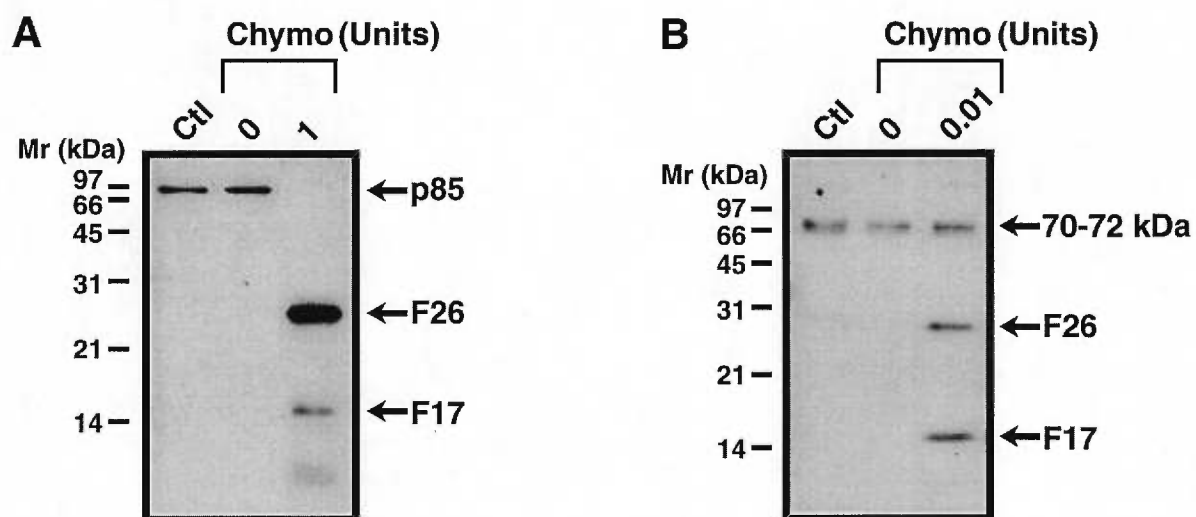 A
Chymo (Units)
Ctl 0 1
Mr (kDa)
97
66
45
31
21
14
p85
F26
F17
B
Chymo (Units)
Ctl 0 0.01
Mr (kDa)
97
66
45
31
21
14
70-72 kDa
F26
F17